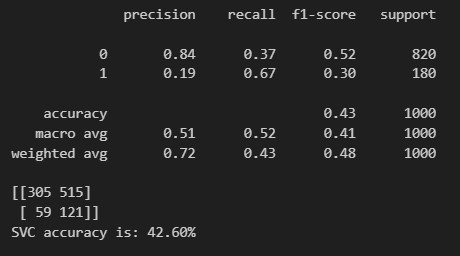 precision recall f1-score support
0 0.84 0.37 0.52 820
1 0.19 0.67 0.30 180
accuracy 0.43 1000
macro avg 0.51 0.52 0.41 1000
weighted avg 0.72 0.43 0.48 1000
[[305 515]
[ 59 121]]
SVC accuracy is: 42.60%